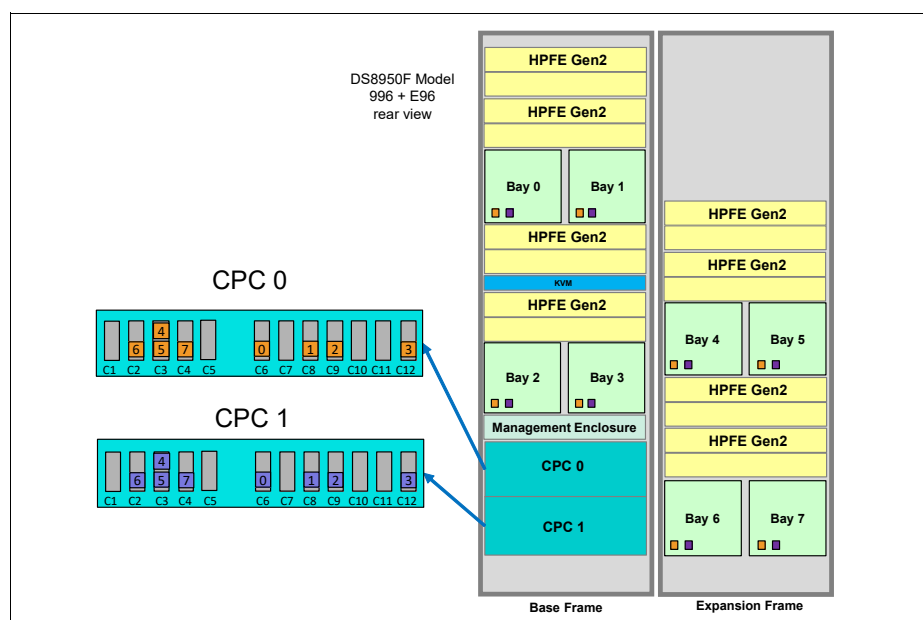 DS8950F Model
996 + E96
rear view
HPFE Gen2
HPFE Gen2
Bay 0 Bay 1
HPFE Gen2
KVM
HPFE Gen2
Bay 2 Bay 3
Management Enclosure
CPC 0
CPC 1
Base Frame
HPFE Gen2
HPFE Gen2
Bay 4 Bay 5
HPFE Gen2
HPFE Gen2
Bay 6 Bay 7
Expansion Frame
CPC 0
4
6 5 7 0 1 2 3
C1 C2 C3 C4 C5 C6 C7 C8 C9 C10 C11 C12
CPC 1
4
6 5 7 0 1 2 3
C1 C2 C3 C4 C5 C6 C7 C8 C9 C10 C11 C12